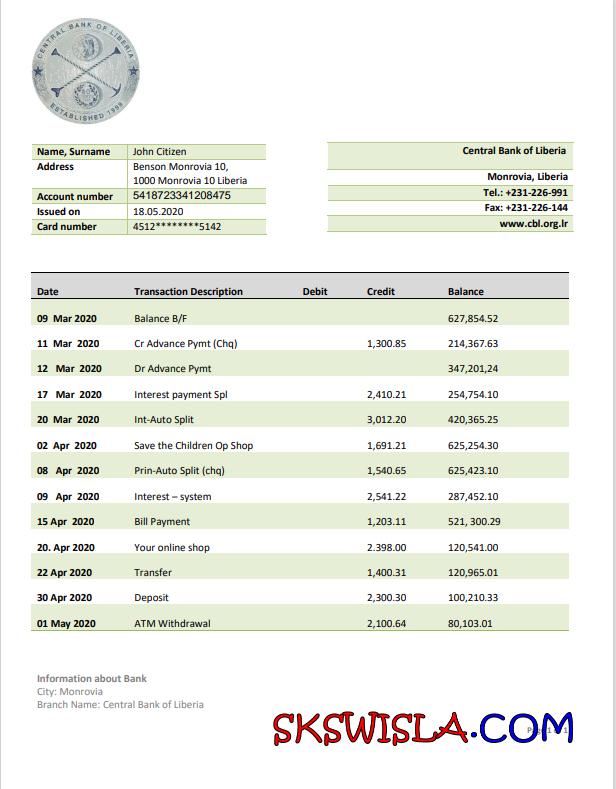 CENTRAL BANK OF LIBERIA
ESTABLISHED 1999
Name, Surname John Citizen
Address Benson Monrovia 10,
1000 Monrovia 10 Liberia
Account number 5418723341208475
Issued on 18.05.2020
Card number 4512********5142
Central Bank of Liberia
Monrovia, Liberia
Tel.: +231-226-991
Fax: +231-226-144
www.cbl.org.lr
Date Transaction Description Debit Credit Balance
09 Mar 2020 Balance B/F 627,854.52
11 Mar 2020 Cr Advance Pymt (Chq) 1,300.85 214,367.63
12 Mar 2020 Dr Advance Pymt 347,201,24
17 Mar 2020 Interest payment Spl 2,410.21 254,754.10
20 Mar 2020 Int-Auto Split 3,012.20 420,365.25
02 Apr 2020 Save the Children Op Shop 1,691.21 625,254.30
08 Apr 2020 Prin-Auto Split (chq) 1,540.65 625,423.10
09 Apr 2020 Interest – system 2,541.22 287,452.10
15 Apr 2020 Bill Payment 1,203.11 521, 300.29
20. Apr 2020 Your online shop 2.398.00 120,541.00
22 Apr 2020 Transfer 1,400.31 120,965.01
30 Apr 2020 Deposit 2,300.30 100,210.33
01 May 2020 ATM Withdrawal 2,100.64 80,103.01
Information about Bank
City: Monrovia
Branch Name: Central Bank of Liberia
SKSWISLA.COM